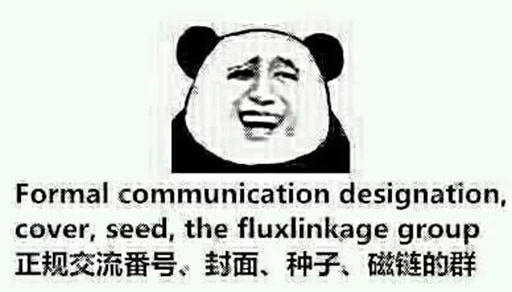 Formal communication designation,
cover, seed, the fluxlinkage group
正规交流番号、封面、种子、磁链的群